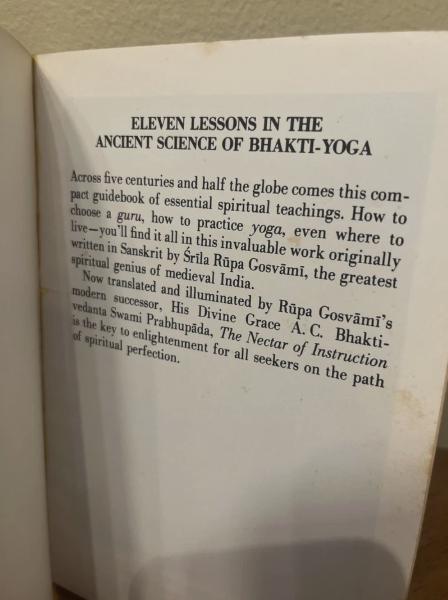 ELEVEN LESSONS IN THE
ANCIENT SCIENCE OF BHAKTI-YOGA
Across five centuries and half the globe comes this com-
pact guidebook of essential spiritual teachings. How to
choose a guru, how to practice yoga, even where to
live—you'll find it all in this invaluable work originally
written in Sanskrit by Śrīla Rūpa Gosvāmī, the greatest
spiritual genius of medieval India.
Now translated and illuminated by Rūpa Gosvāmī's
modern successor, His Divine Grace A. C. Bhakti-
vedanta Swami Prabhupāda, The Nectar of Instruction
is the key to enlightenment for all seekers on the path
of spiritual perfection.